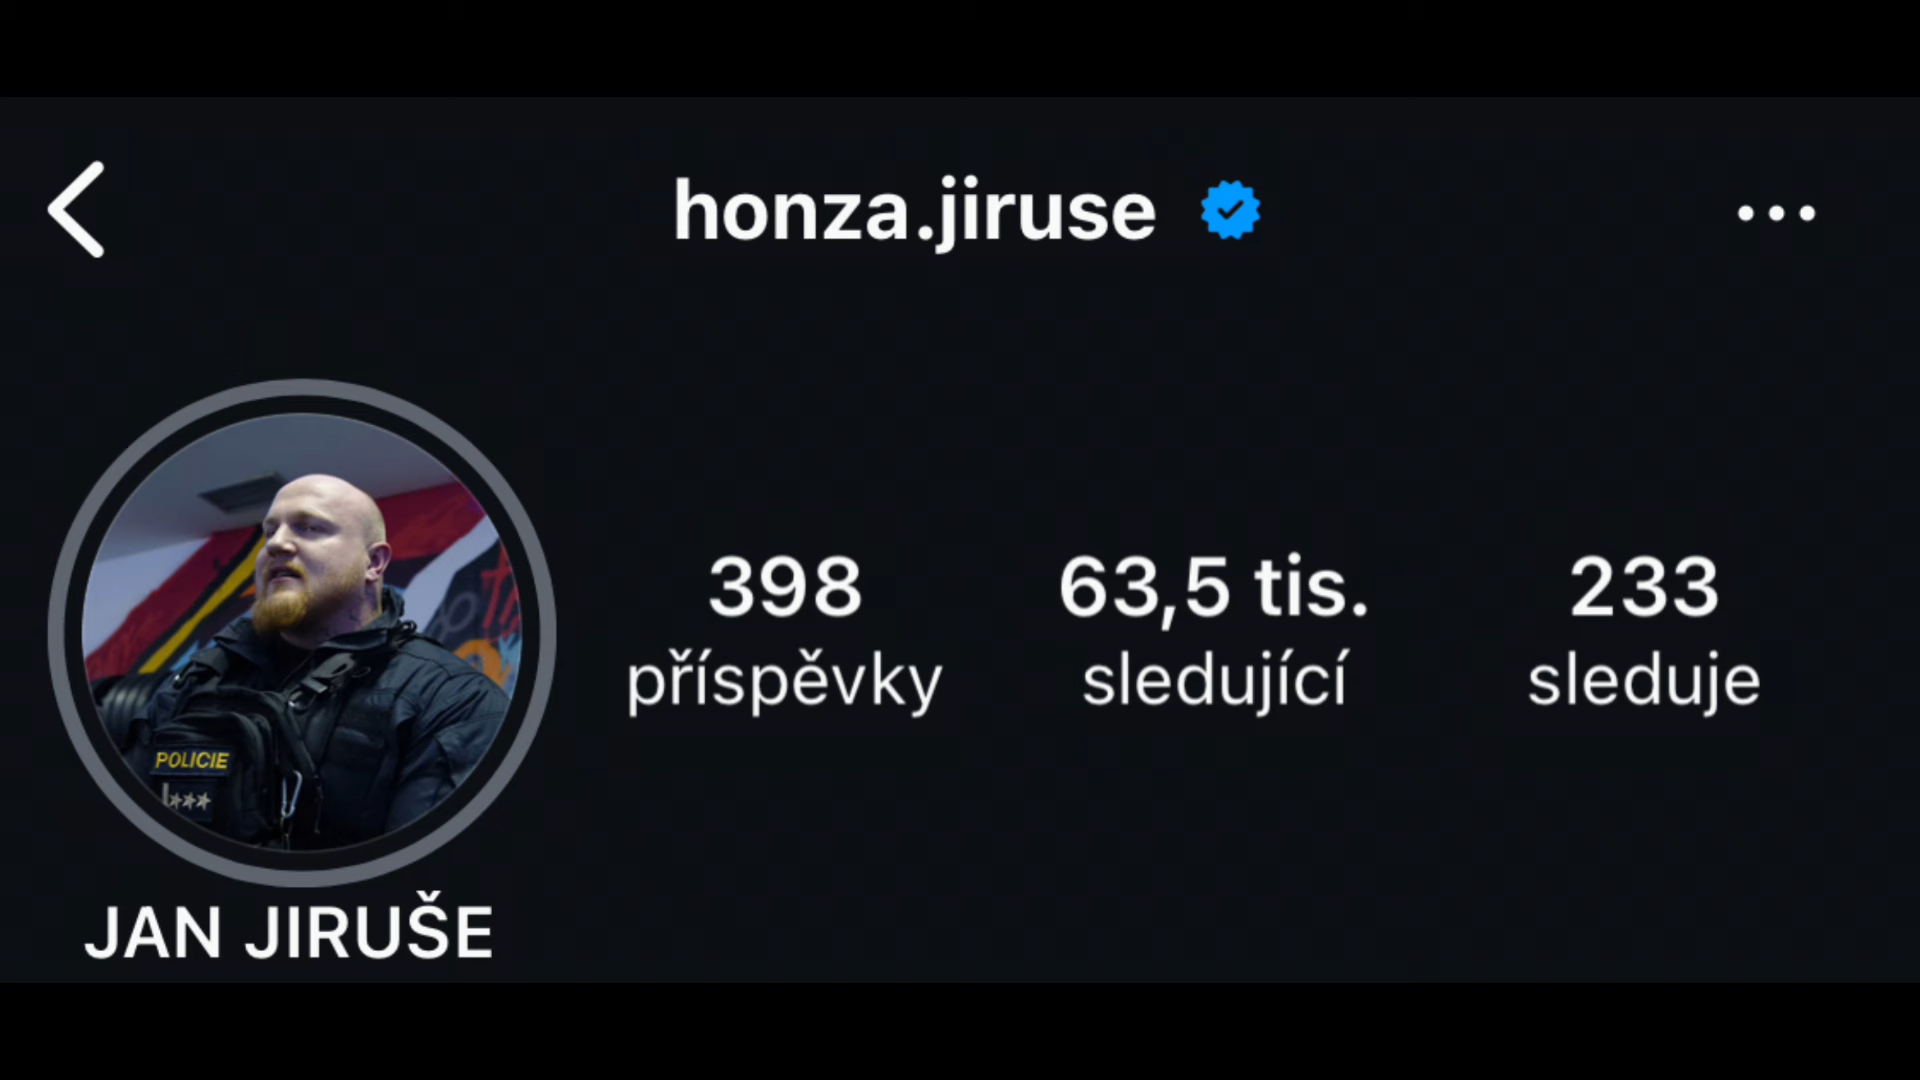 honza.jiruse
398
příspěvky
63,5 tis.
sledující
233
sleduje
POLICIE
JAN JIRUŠE